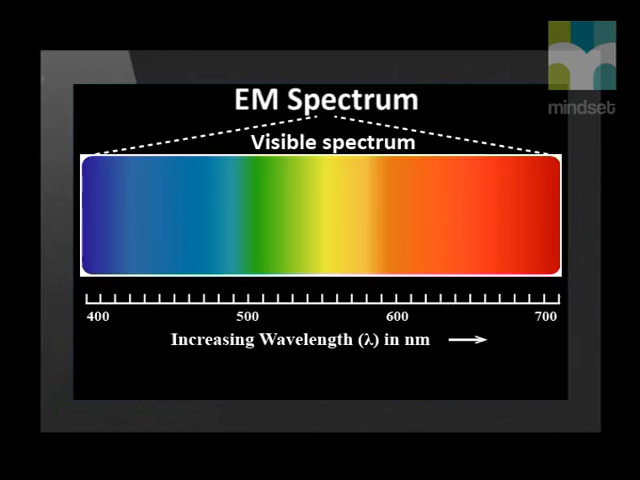 mindset
EM Spectrum
Visible spectrum
400 500 600 700
Increasing Wavelength (λ) in nm